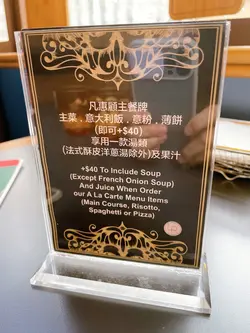 凡惠顧主餐牌
主菜．意大利飯．意粉．薄餅
(即可+$40)
享用一款湯類
(法式酥皮洋蔥湯除外)及果汁
+$40 To Include Soup
(Except French Onion Soup)
And Juice When Order
our A La Carte Menu Items
(Main Course, Risotto,
Spaghetti or Pizza)